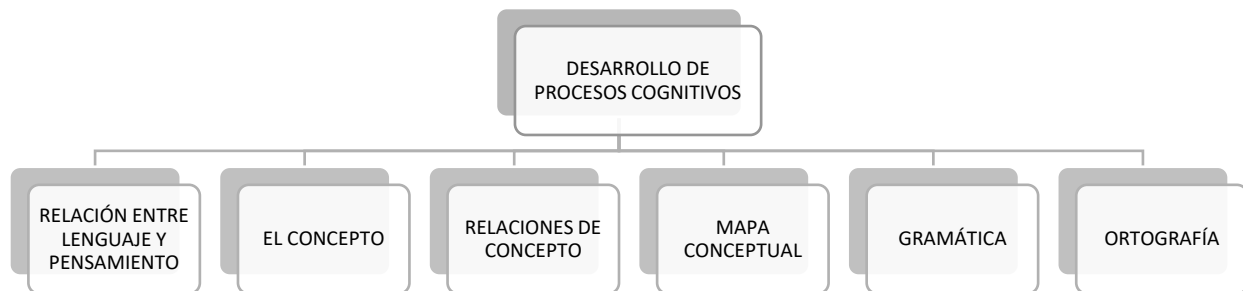 DESARROLLO DE
PROCESOS COGNITIVOS
RELACIÓN ENTRE
LENGUAJE Y
PENSAMIENTO
EL CONCEPTO
RELACIONES DE
CONCEPTO
MAPA
CONCEPTUAL
GRAMÁTICA
ORTOGRAFÍA